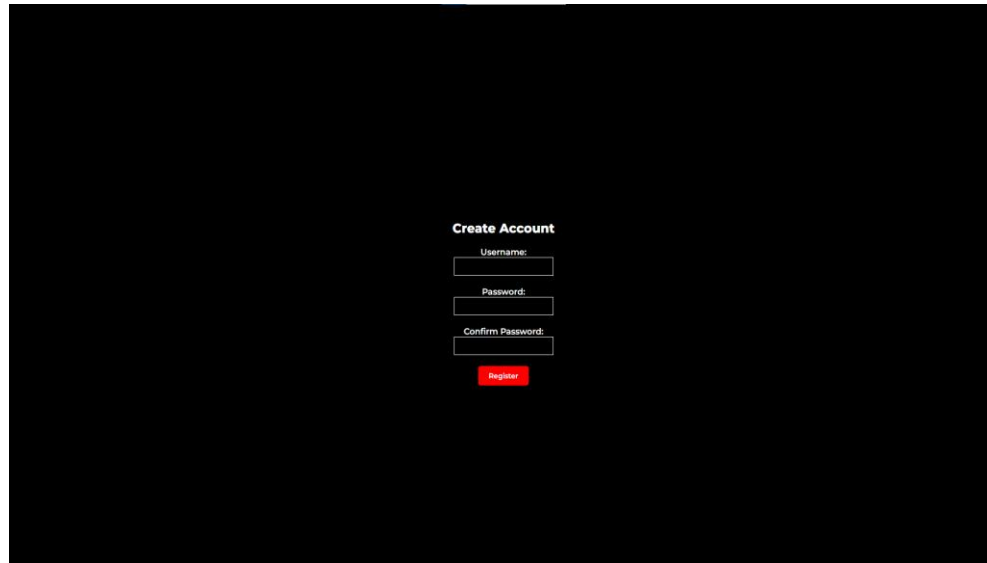 Create Account
Username:
Password:
Confirm Password:
Register